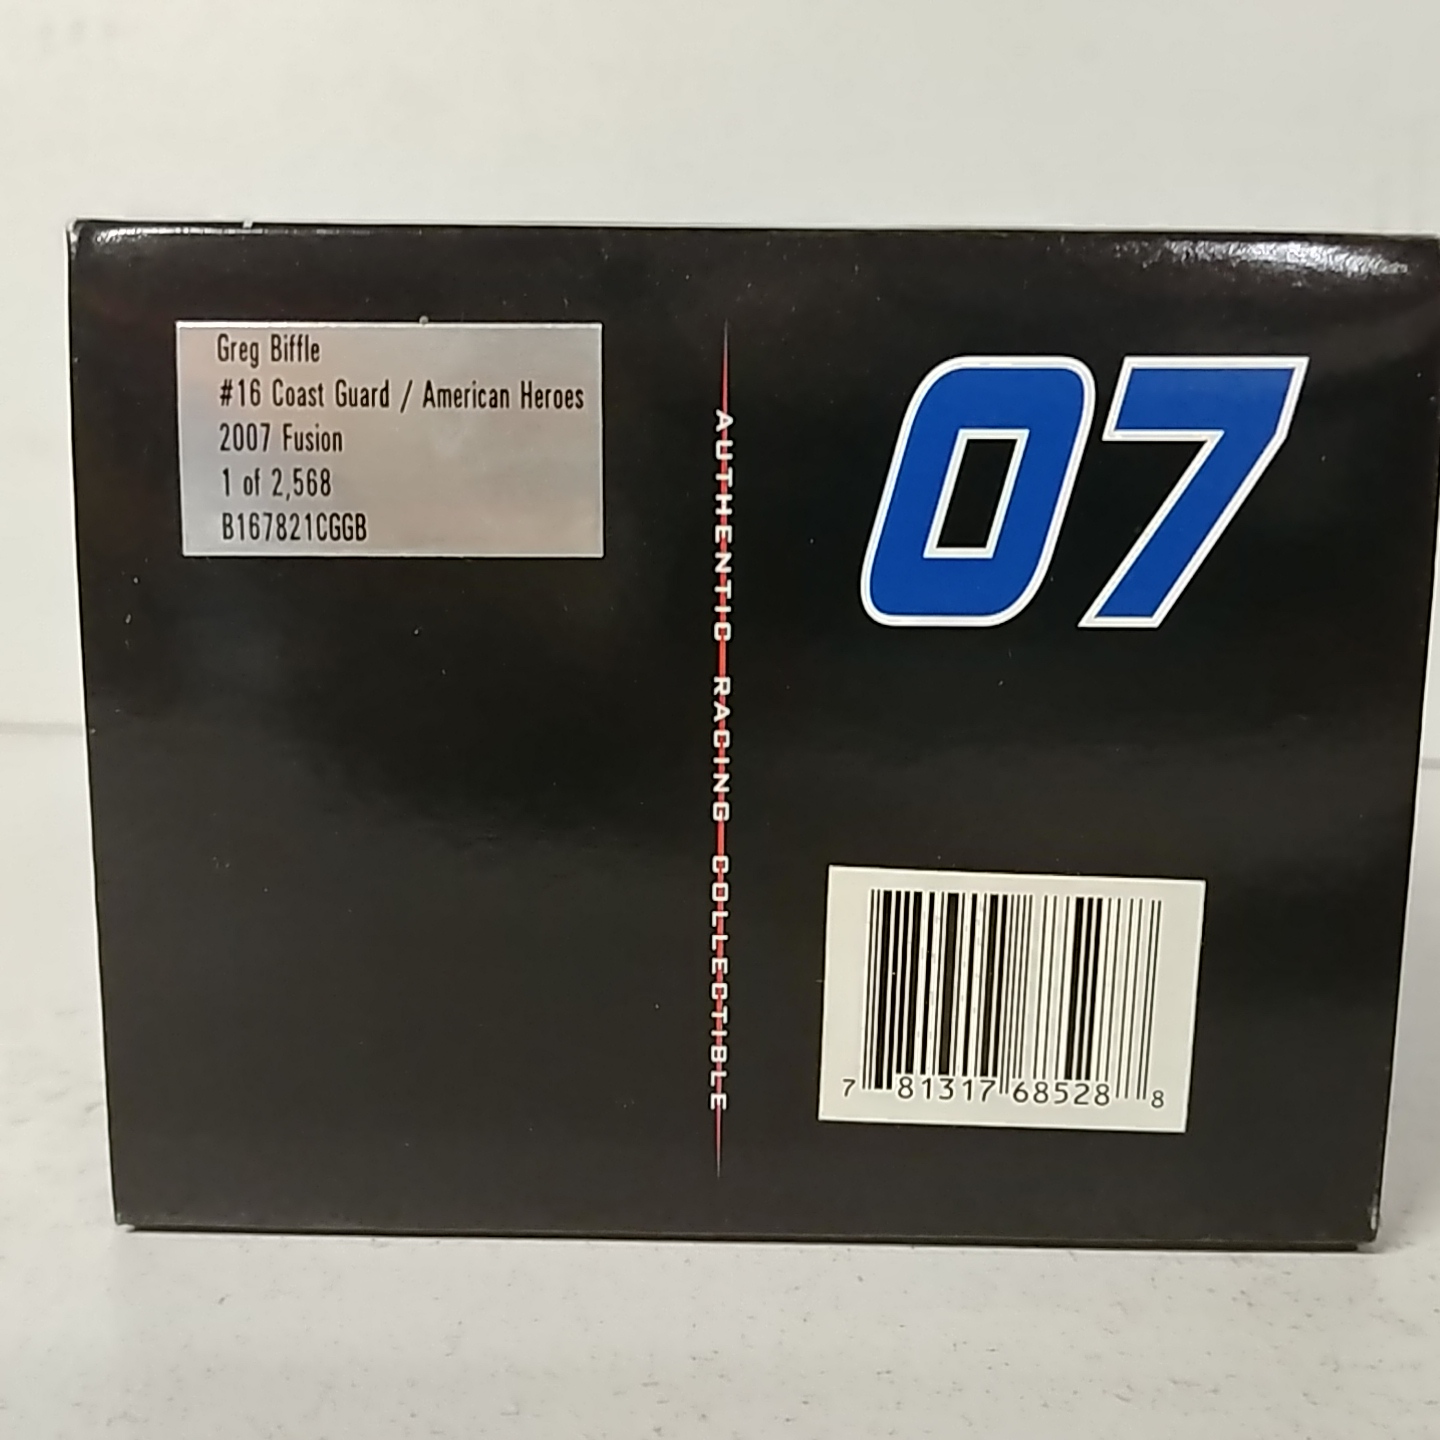 Greg Biffle
#16 Coast Guard / American Heroes
2007 Fusion
1 of 2,568
B167821CGGB
AUTHENTIC RACING COLLECTIBLE
07
7 81317 68528 8